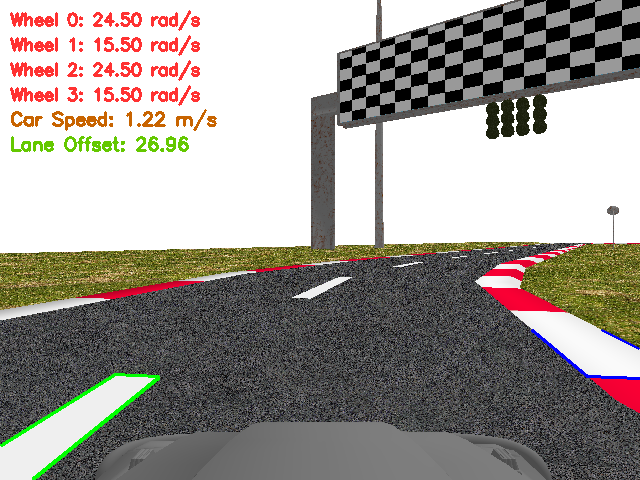 Wheel 0: 24.50 rad/s
Wheel 1: 15.50 rad/s
Wheel 2: 24.50 rad/s
Wheel 3: 15.50 rad/s
Car Speed: 1.22 m/s
Lane Offset: 26.96